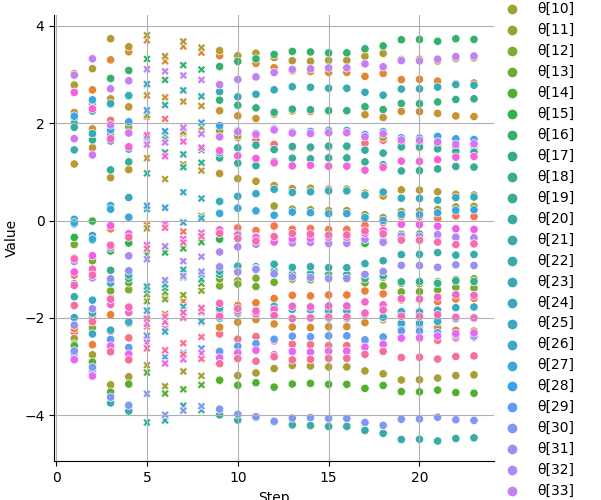 4
2
0
−2
−4
Value
0
5
10
15
20
Step
θ[10]
θ[11]
θ[12]
θ[13]
θ[14]
θ[15]
θ[16]
θ[17]
θ[18]
θ[19]
θ[20]
θ[21]
θ[22]
θ[23]
θ[24]
θ[25]
θ[26]
θ[27]
θ[28]
θ[29]
θ[30]
θ[31]
θ[32]
θ[33]